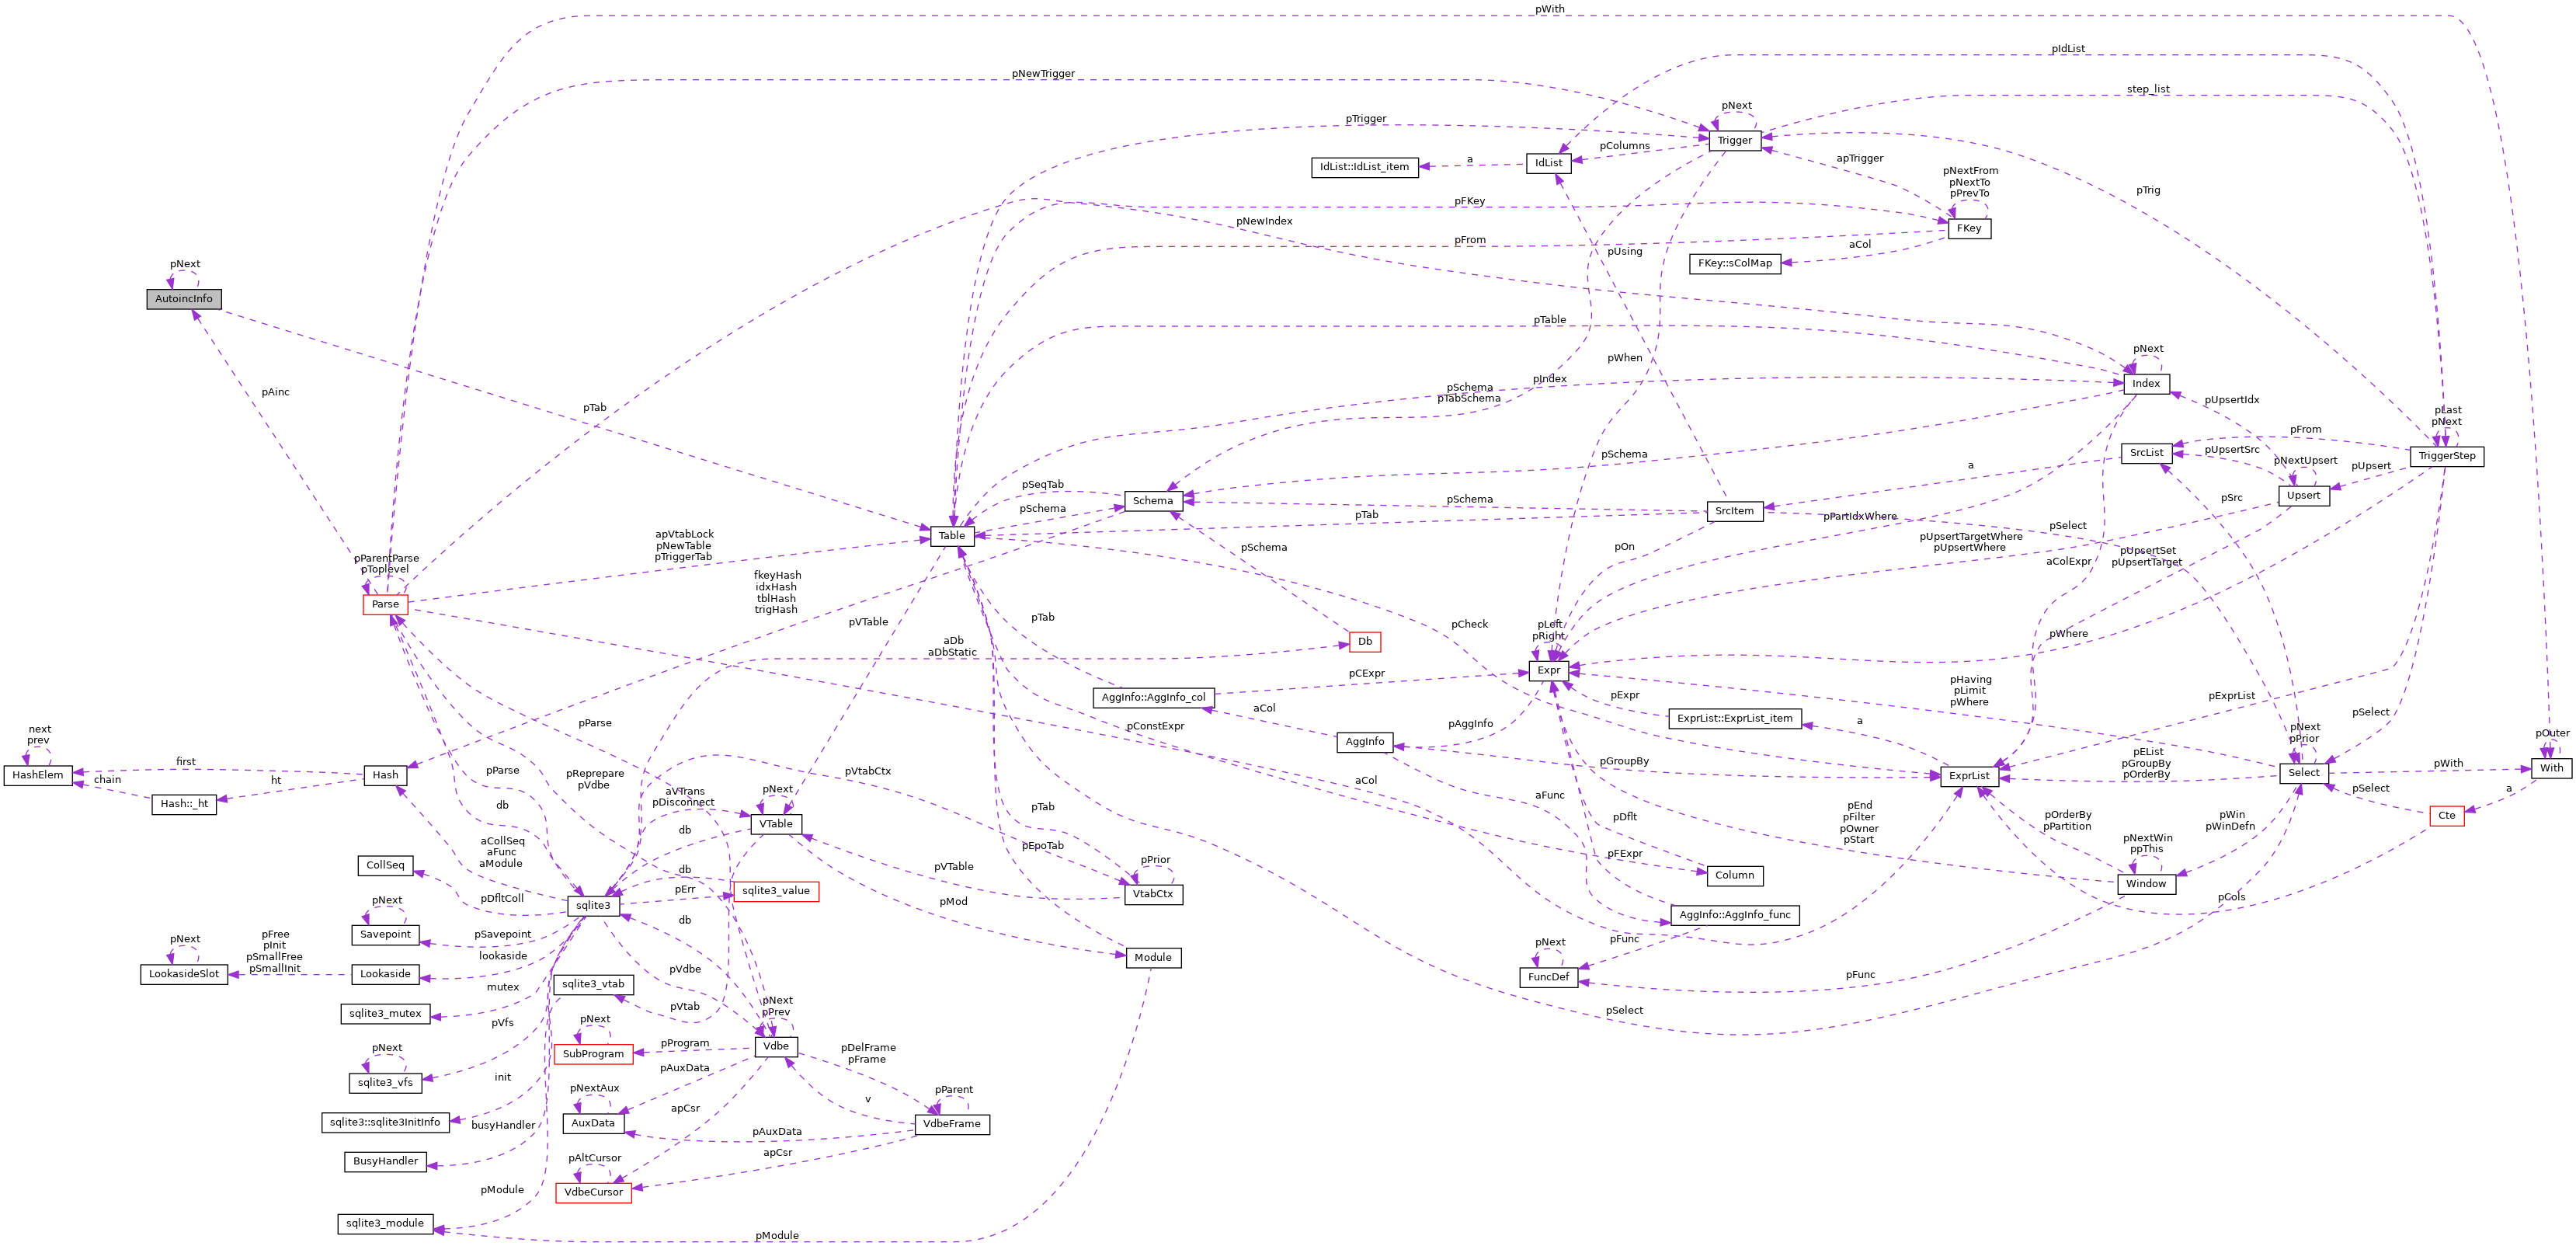 pWith
pIdList
pNewTrigger
step_list
pNext
pTrigger
Trigger
pColumns
IdList::IdList_item
a
IdList
apTrigger
pNextFrom
pNextTo
pPrevTo
pTrig
pFKey
pNewIndex
FKey
pFrom
aCol
pUsing
FKey::sColMap
pNext
AutoincInfo
pTable
pNext
pWhen
pIndex
Index
pSchema
pTabSchema
pAinc
pTab
pUpsertIdx
pLast
pNext
pFrom
SrcList
pUpsertSrc
TriggerStep
pSchema
a
pNextUpsert
pUpsert
pSeqTab
Schema
pSchema
pSchema
SrcItem
pSrc
Upsert
pTab
pPartIdxWhere
pSelect
Table
apVtabLock
pNewTable
pTriggerTab
pSchema
pOn
pUpsertTargetWhere
pUpsertWhere
pUpsertSet
pUpsertTarget
aColExpr
pParentParse
pToplevel
fkeyHash
idxHash
tblHash
trigHash
Parse
pVTable
pTab
pCheck
pLeft
pRight
pWhere
Db
aDb
aDbStatic
Expr
pCExpr
AggInfo::AggInfo_col
pExpr
pHaving
pLimit
pWhere
pExprList
pParse
pConstExpr
aCol
pAggInfo
ExprList::ExprList_item
a
pSelect
next
prev
AggInfo
pNext
pPrior
pOuter
first
HashElem
chain
Hash
ht
Hash::_ht
pParse
pReprepare
pVdbe
pVtabCtx
pGroupBy
ExprList
pEList
pGroupBy
pOrderBy
Select
pWith
With
aCol
pSelect
a
aVTrans
pDisconnect
pNext
aFunc
db
VTable
pTab
pDflt
pEnd
pFilter
pOwner
pStart
pOrderBy
pPartition
pWin
pWinDefn
Cte
db
aCollSeq
aFunc
aModule
pEpoTab
pFExpr
pNextWin
ppThis
CollSeq
db
pVTable
pPrior
Column
Window
pDfltColl
sqlite3
pErr
sqlite3_value
pMod
VtabCtx
pCols
pNext
Savepoint
pSavepoint
db
AggInfo::AggInfo_func
pFunc
pNext
pFree
pInit
pSmallFree
pSmallInit
pNext
LookasideSlot
Lookaside
lookaside
pVdbe
Module
FuncDef
pFunc
sqlite3_vtab
mutex
pVtab
pNext
pPrev
pSelect
sqlite3_mutex
pVfs
pNext
pProgram
Vdbe
pDelFrame
pFrame
pNext
SubProgram
sqlite3_vfs
init
pAuxData
pNextAux
pParent
apCsr
v
sqlite3::sqlite3InitInfo
AuxData
VdbeFrame
busyHandler
pAuxData
BusyHandler
pAltCursor
apCsr
pModule
VdbeCursor
sqlite3_module
pModule